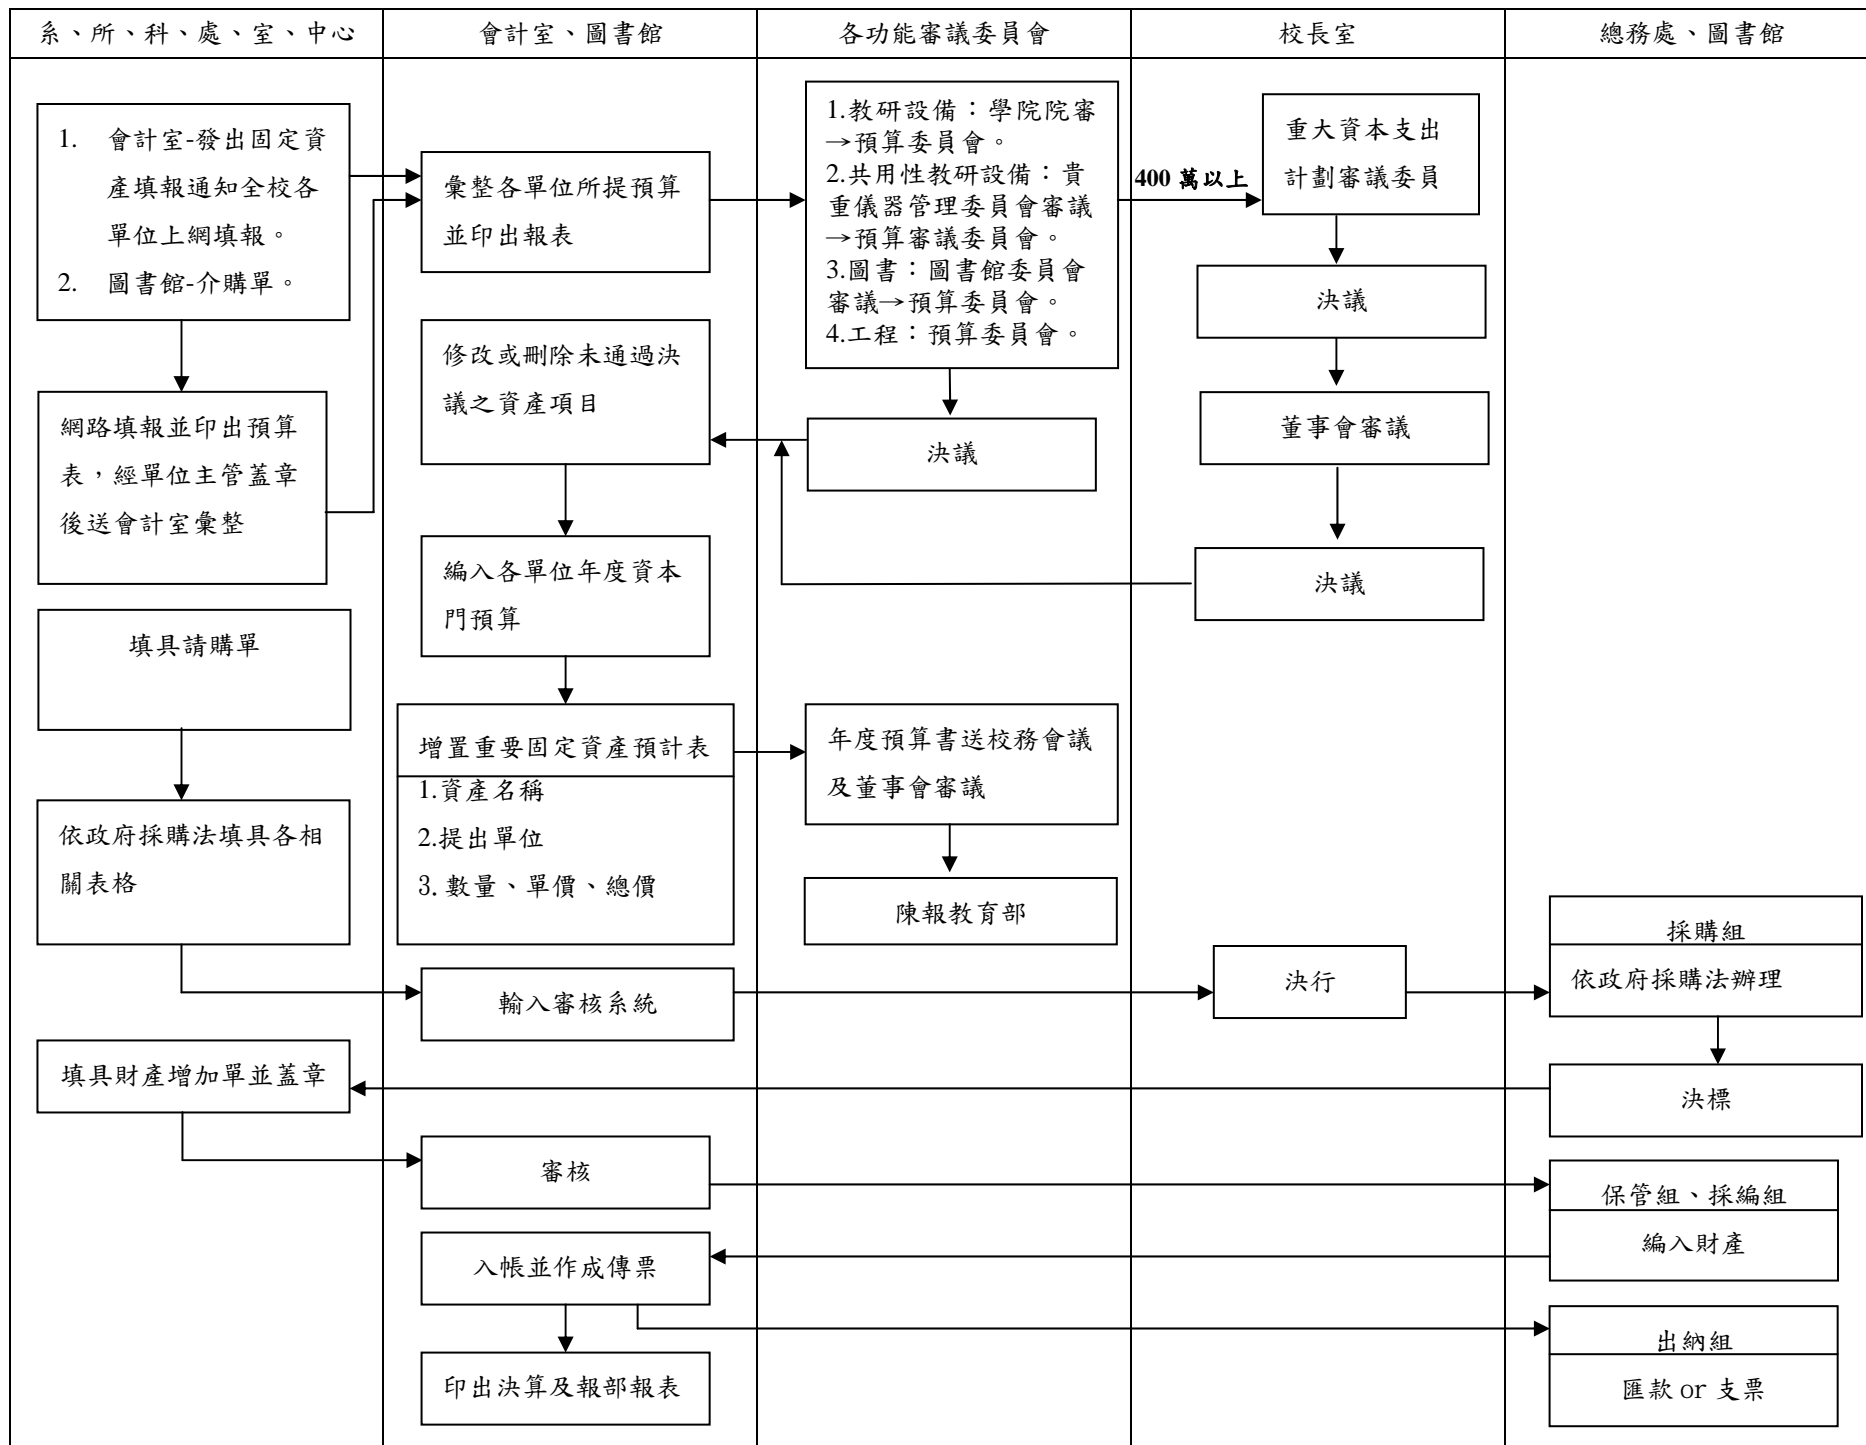 系、所、科、處、室、中心
會計室、圖書館
各功能審議委員會
校長室
總務處、圖書館
1. 會計室-發出固定資
產填報通知全校各
單位上網填報。
2. 圖書館-介購單。
彙整各單位所提預算
並印出報表
1.教研設備：學院院審
→預算委員會。
2.共用性教研設備：貴
重儀器管理委員會審議
→預算審議委員會。
3.圖書：圖書館委員會
審議→預算委員會。
4.工程：預算委員會。
400 萬以上
重大資本支出
計劃審議委員
決議
修改或刪除未通過決
議之資產項目
網路填報並印出預算
表，經單位主管蓋章
後送會計室彙整
決議
董事會審議
編入各單位年度資本
門預算
決議
填具請購單
增置重要固定資產預計表
1.資產名稱
2.提出單位
3.數量、單價、總價
年度預算書送校務會議
及董事會審議
依政府採購法填具各相
關表格
陳報教育部
採購組
依政府採購法辦理
輸入審核系統
決行
填具財產增加單並蓋章
決標
審核
保管組、採編組
編入財產
入帳並作成傳票
出納組
匯款 or 支票
印出決算及報部報表